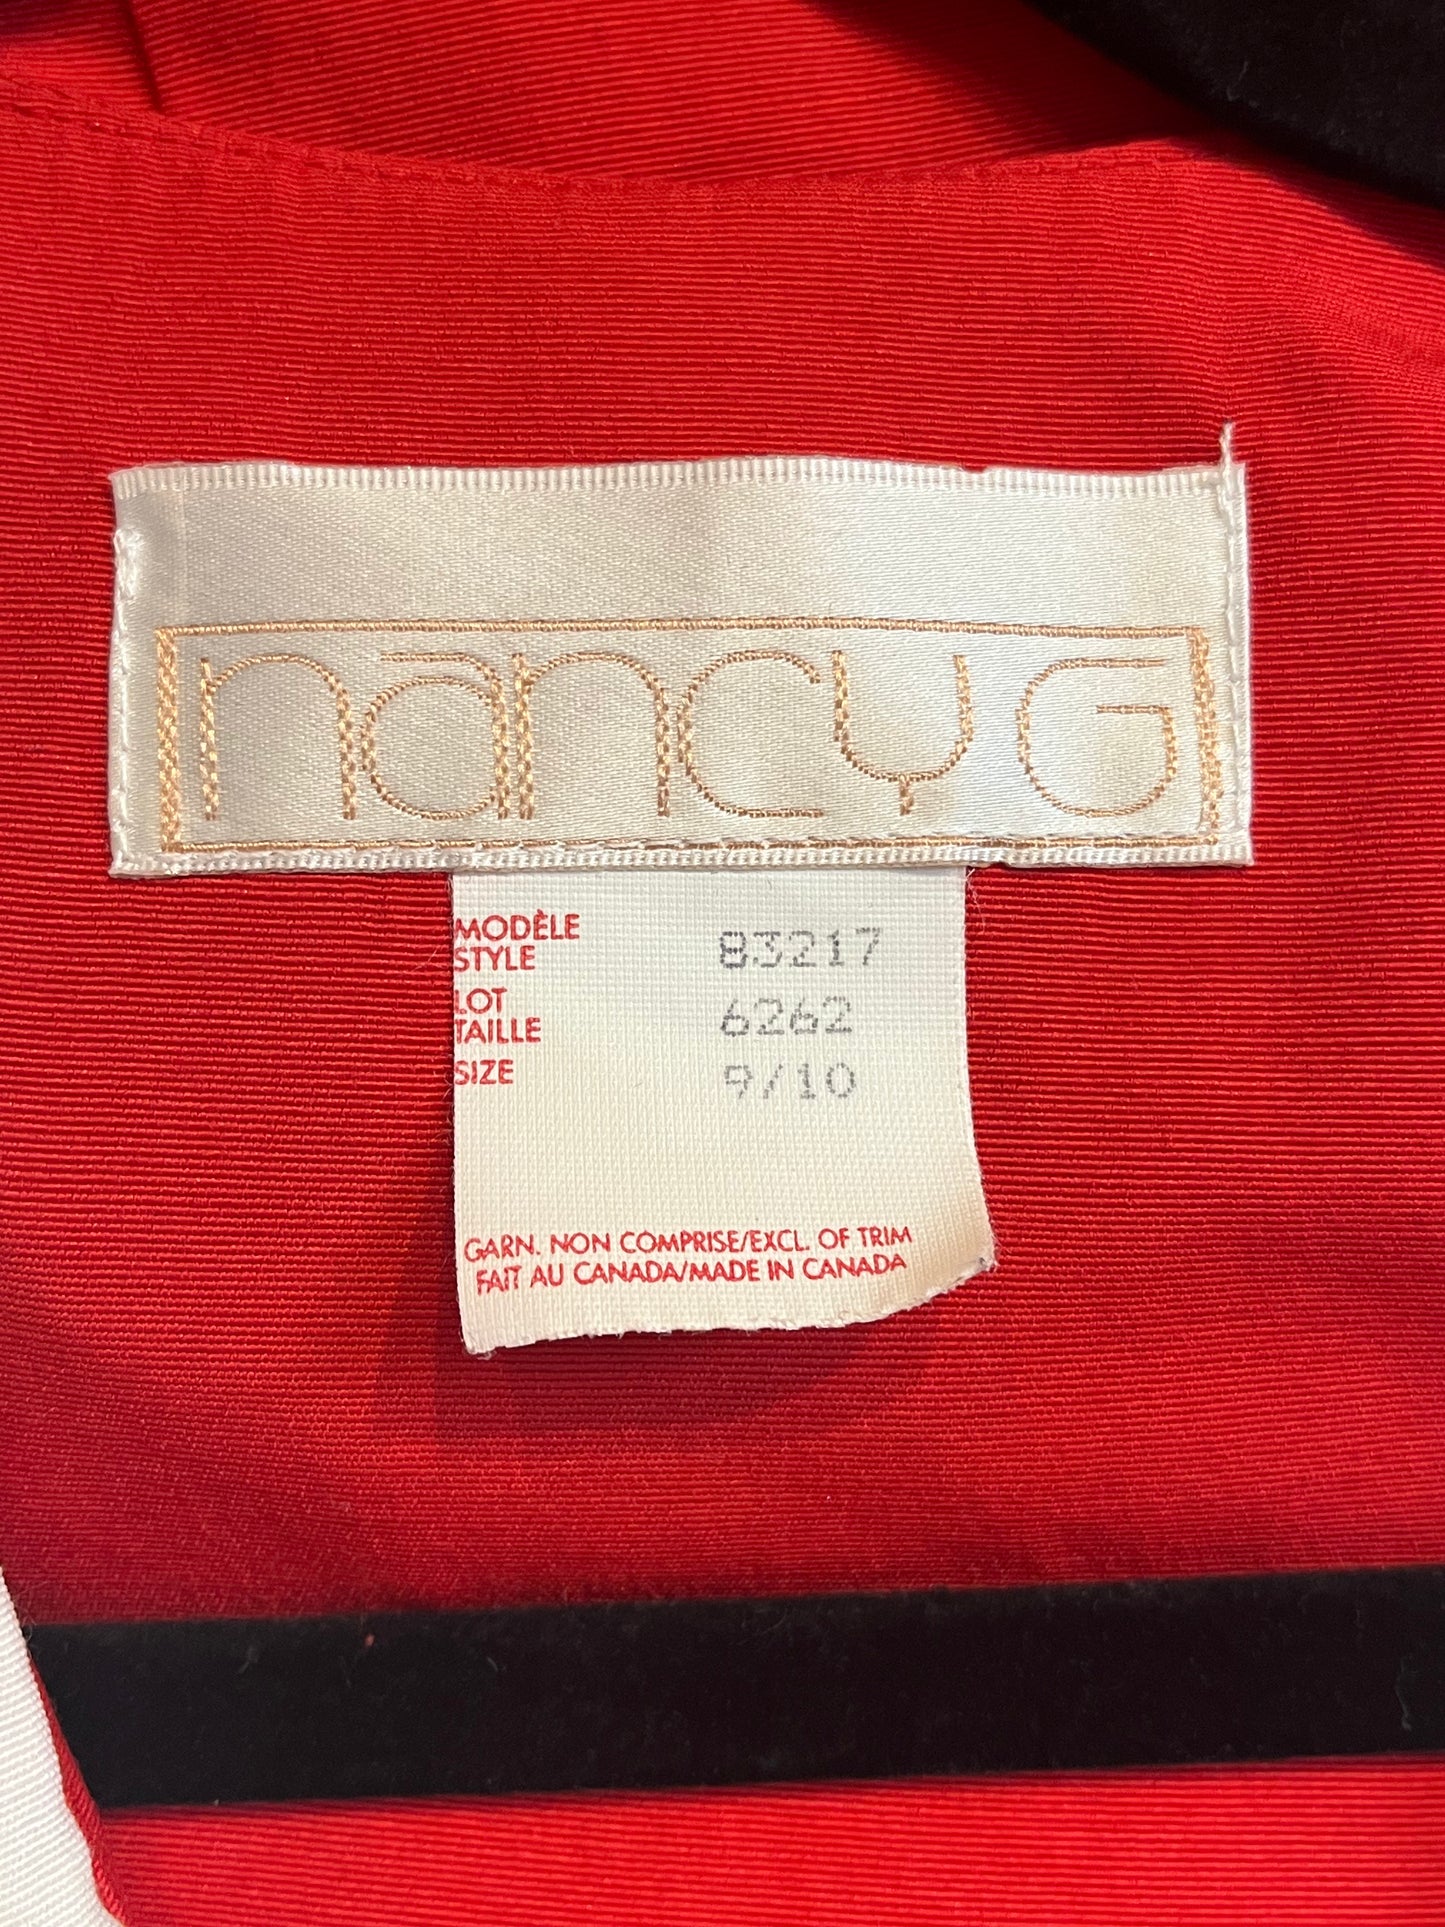 nancy G
MODÈLE
STYLE 83217
LOT 6262
TAILLE
SIZE 9/10
GARN. NON COMPRISE/EXCL. OF TRIM
FAIT AU CANADA/MADE IN CANADA